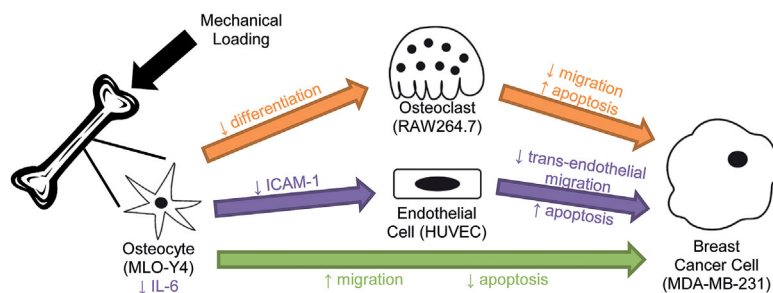 Mechanical
Loading
↓ differentiation
Osteoclast
(RAW264.7)
↓ migration
↑ apoptosis
↓ ICAM-1
Endothelial
Cell (HUVEC)
↓ trans-endothelial
migration
↑ apoptosis
Osteocyte
(MLO-Y4)
↓ IL-6
↑ migration ↓ apoptosis
Breast
Cancer Cell
(MDA-MB-231)